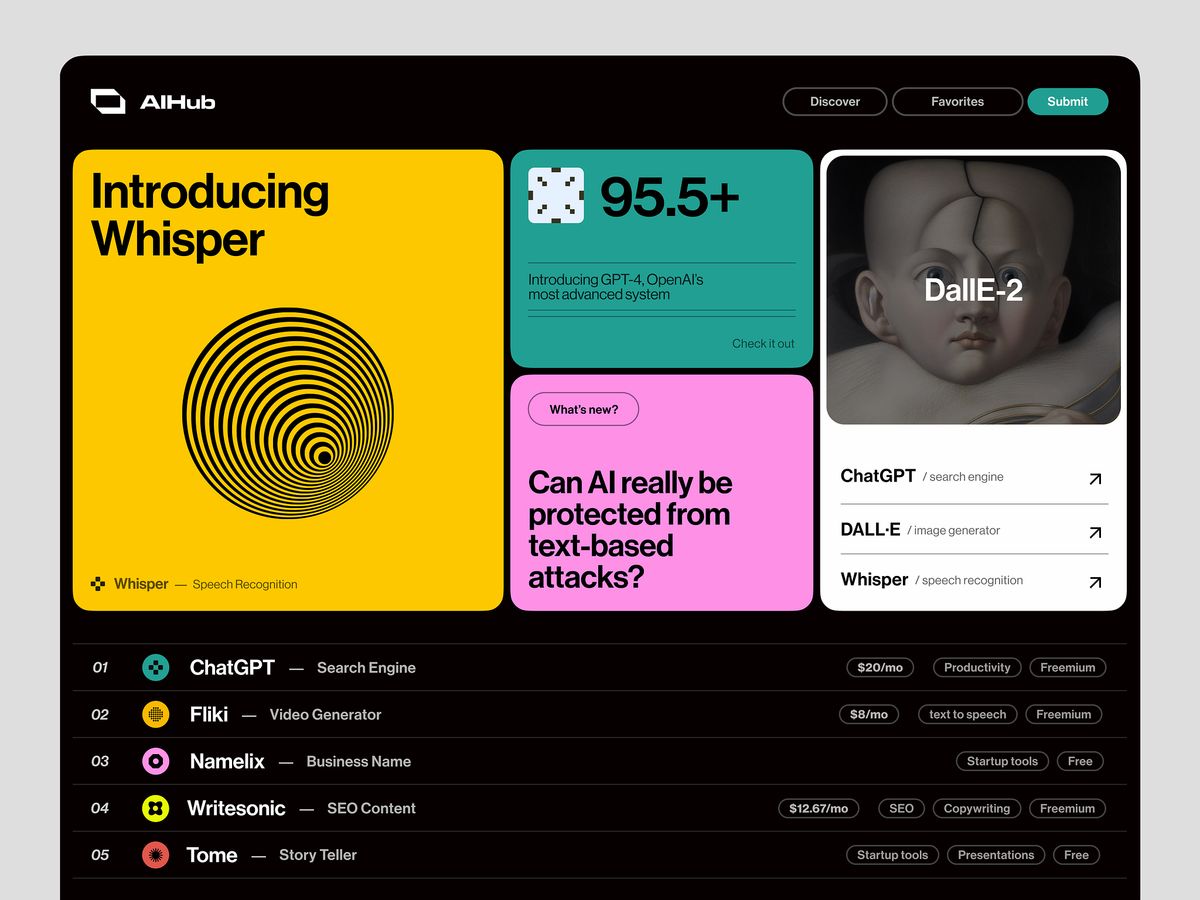 AIHub
Discover
Favorites
Submit
Introducing
Whisper
Whisper — Speech Recognition
95.5+
Introducing GPT-4, OpenAI's
most advanced system
Check it out
What's new?
Can AI really be
protected from
text-based
attacks?
DallE-2
ChatGPT / search engine
DALL·E / image generator
Whisper / speech recognition
01 ChatGPT — Search Engine $20/mo Productivity Freemium
02 Fliki — Video Generator $8/mo text to speech Freemium
03 Namelix — Business Name Startup tools Free
04 Writesonic — SEO Content $12.67/mo SEO Copywriting Freemium
05 Tome — Story Teller Startup tools Presentations Free